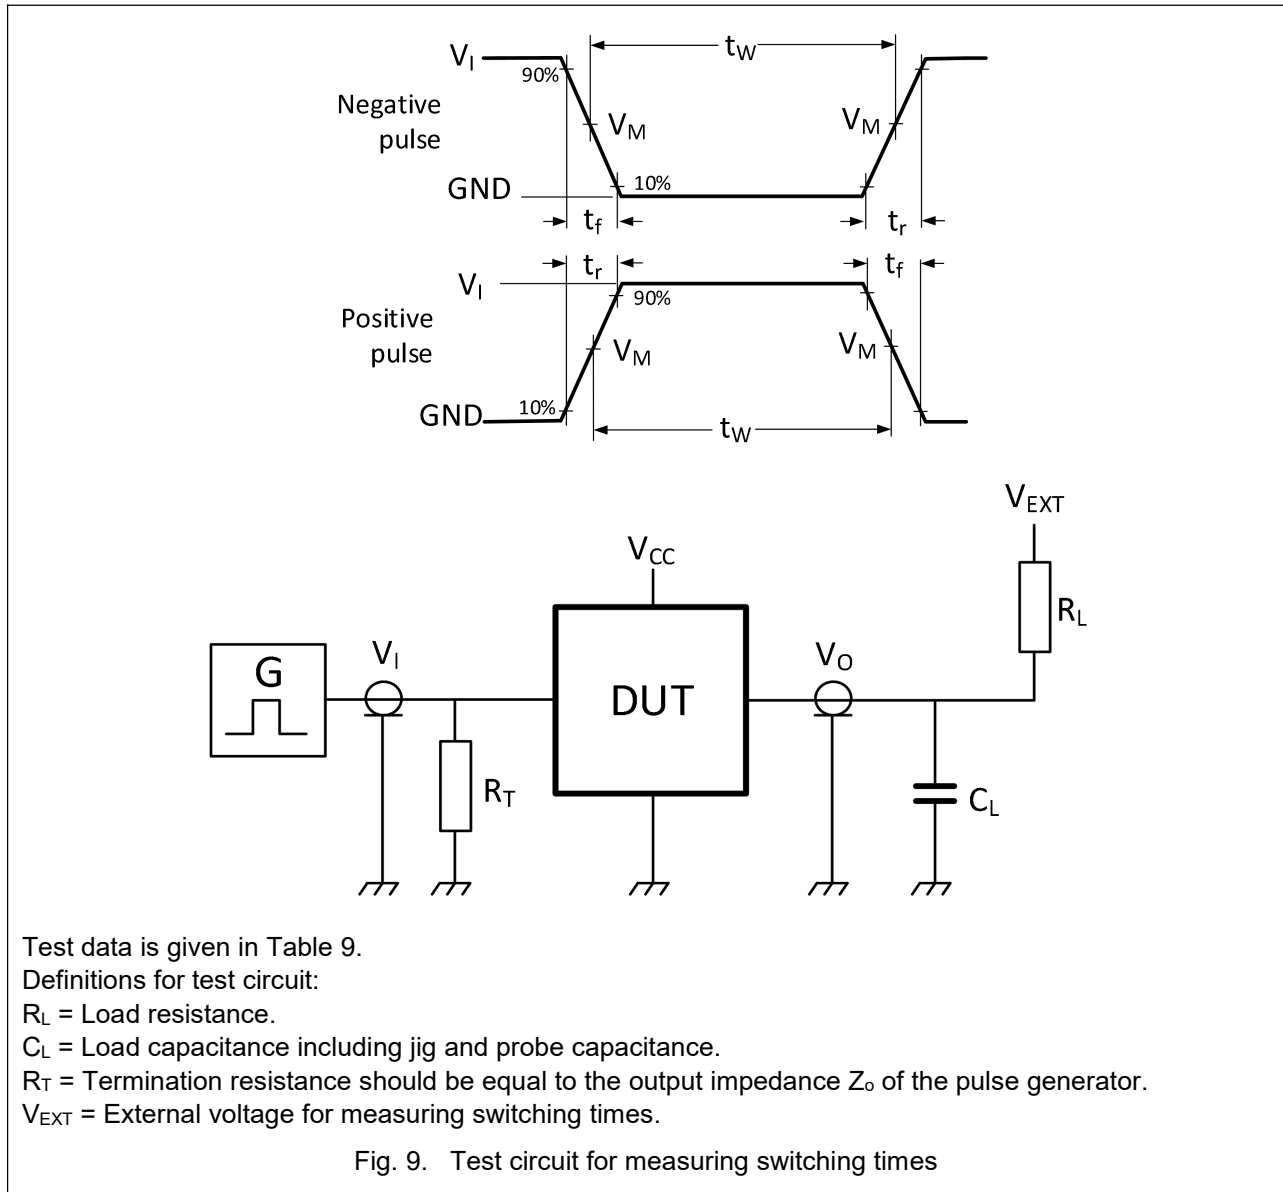 V_I
90%
t_W
Negative
pulse
V_M
V_M
GND
10%
t_f
t_r
t_r
t_f
V_I
90%
Positive
pulse
V_M
V_M
10%
GND
t_W
V_EXT
V_CC
R_L
G
V_I
V_O
DUT
R_T
C_L
Test data is given in Table 9.
Definitions for test circuit:
R_L = Load resistance.
C_L = Load capacitance including jig and probe capacitance.
R_T = Termination resistance should be equal to the output impedance Z_o of the pulse generator.
V_EXT = External voltage for measuring switching times.
Fig. 9. Test circuit for measuring switching times